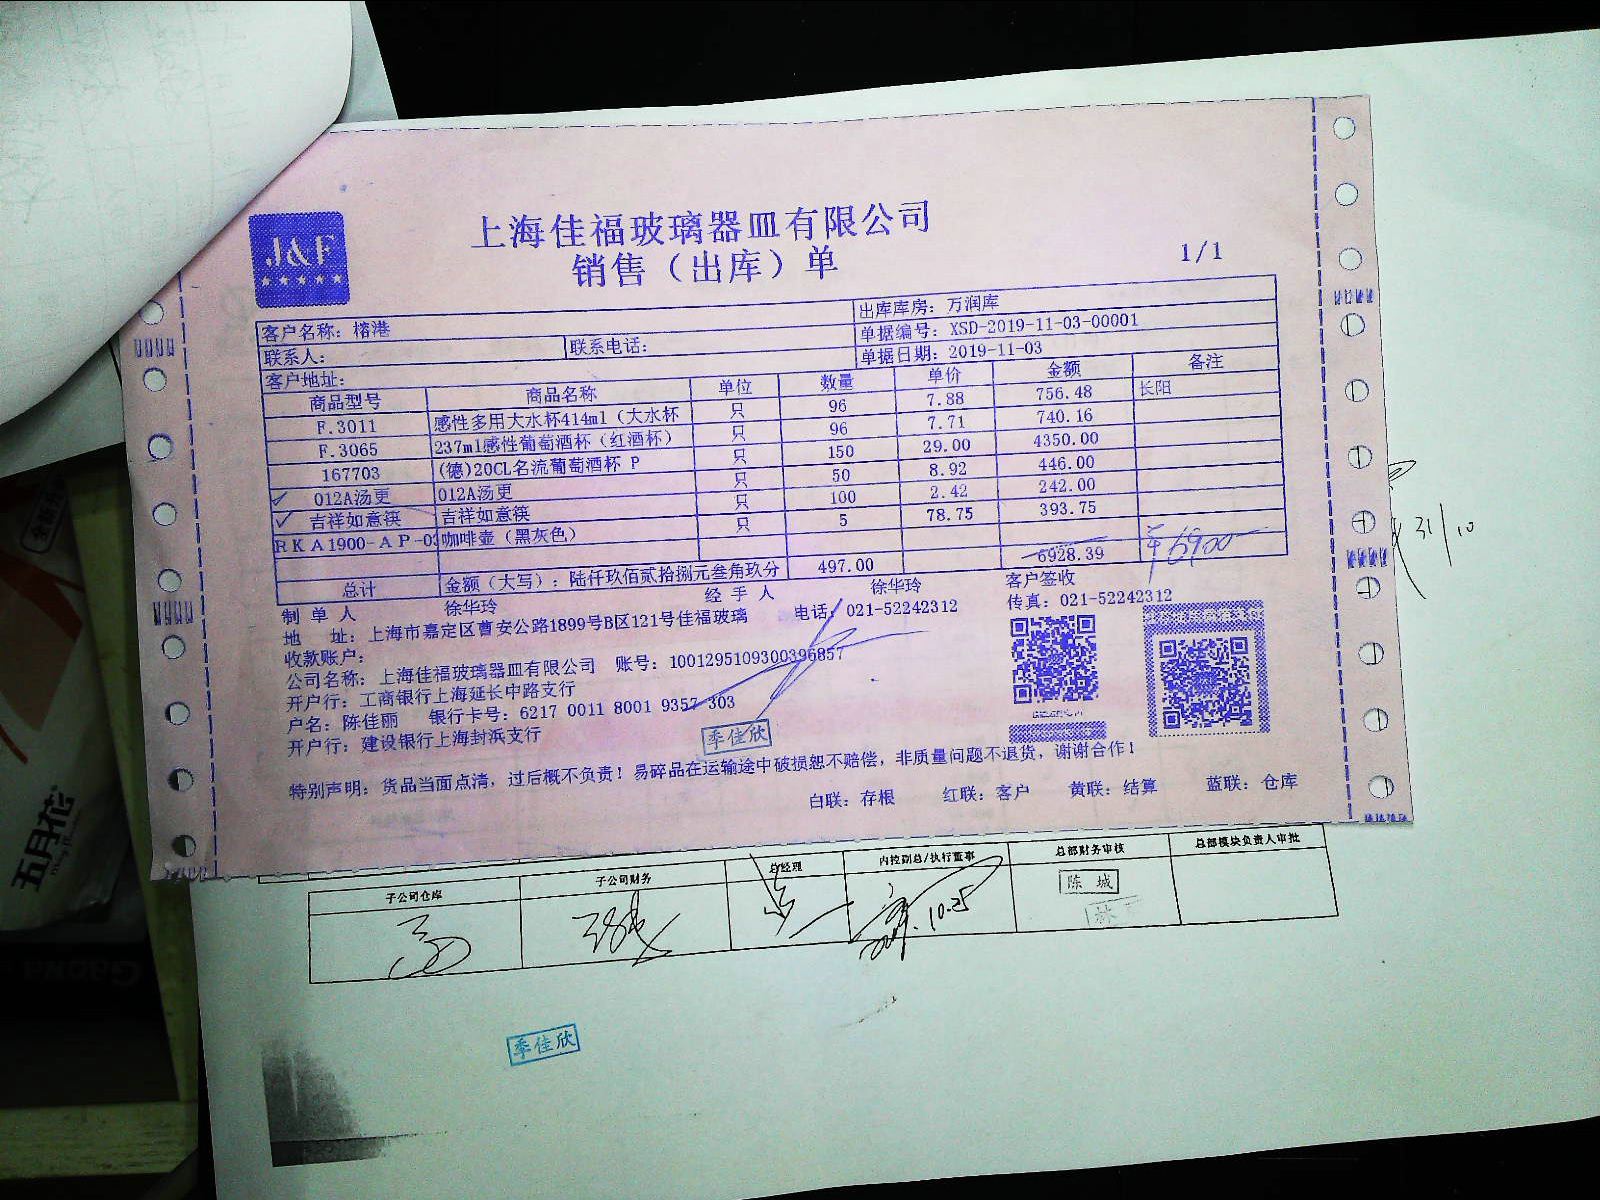 J&F
上海佳福玻璃器皿有限公司
销售（出库）单
1/1
客户名称：榕港
出库库房：万润库
联系人：
联系电话：
单据编号：XSD-2019-11-03-00001
客户地址：
单据日期：2019-11-03
商品型号 商品名称 单位 数量 单价 金额 备注
F.3011 感性多用大水杯414ml（大水杯 只 96 7.88 756.48 长阳
F.3065 237ml感性葡萄酒杯（红酒杯） 只 96 7.71 740.16
167703 (德)20CL名流葡萄酒杯 P 只 150 29.00 4350.00
012A汤更 012A汤更 只 50 8.92 446.00
吉祥如意筷 吉祥如意筷 只 100 2.42 242.00
RKA1900-AP-03 咖啡壶（黑灰色） 只 5 78.75 393.75
总计 金额（大写）：陆仟玖佰贰拾捌元叁角玖分 497.00 6928.39 ¥6900
制单人 徐华玲 经手人 徐华玲 客户签收
地 址：上海市嘉定区曹安公路1899号B区121号佳福玻璃 电话：021-52242312 传真：021-52242312
收款账户：
公司名称：上海佳福玻璃器皿有限公司 账号：1001295109300396857
开户行：工商银行上海延长中路支行
户名：陈佳丽 银行卡号：6217 0011 8001 9357 303
开户行：建设银行上海封浜支行
季佳欣
特别声明：货品当面点清，过后概不负责！易碎品在运输途中破损恕不赔偿，非质量问题不退货，谢谢合作！
白联：存根 红联：客户 黄联：结算 蓝联：仓库
31/10
子公司仓库 子公司财务 总经理 内控副总/执行董事 总部财务审核 总部模块负责人审批
10.25
陈城
林
季佳欣
五月花